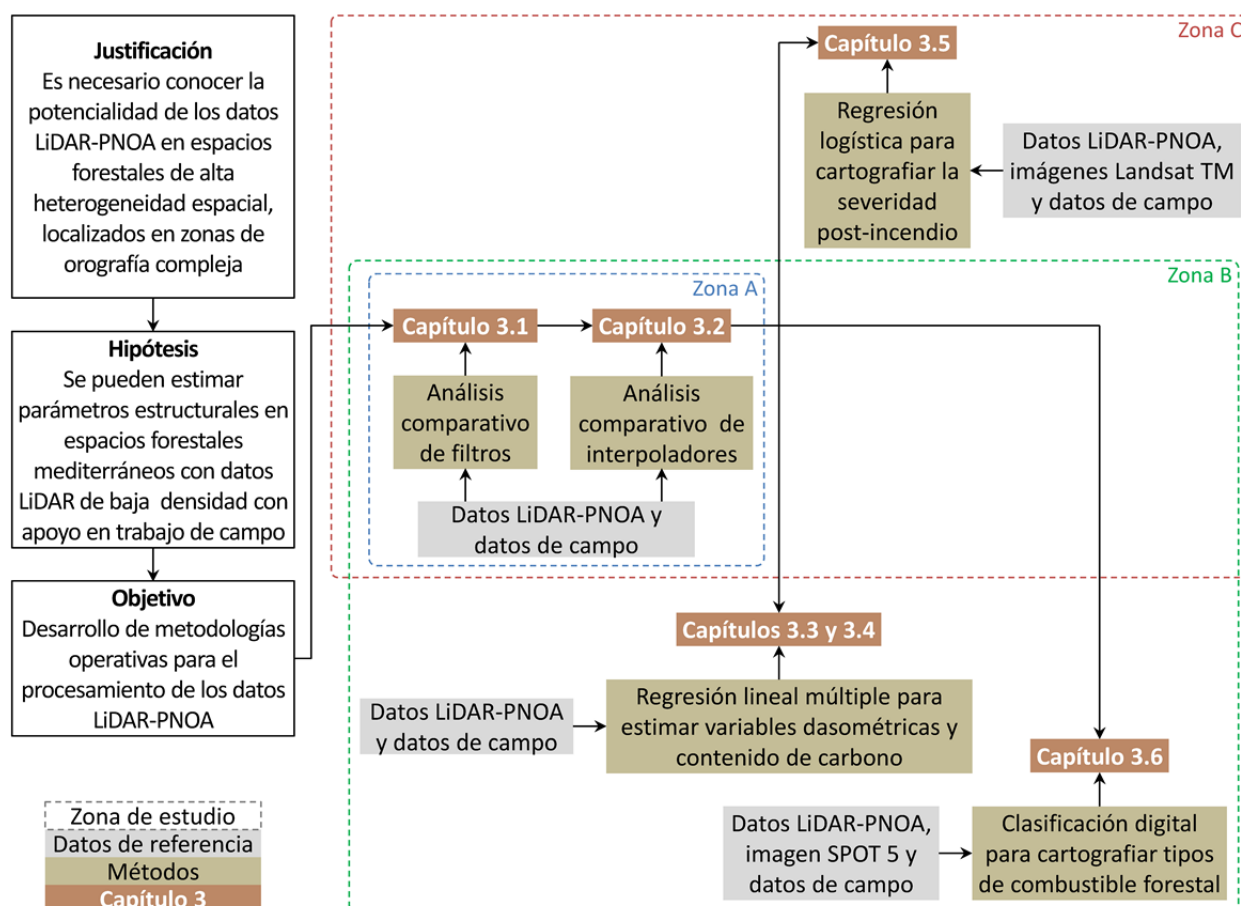 Justificación
Es necesario conocer la
potencialidad de los datos
LiDAR-PNOA en espacios
forestales de alta
heterogeneidad espacial,
localizados en zonas de
orografía compleja
Hipótesis
Se pueden estimar
parámetros estructurales en
espacios forestales
mediterráneos con datos
LiDAR de baja densidad con
apoyo en trabajo de campo
Objetivo
Desarrollo de metodologías
operativas para el
procesamiento de los datos
LiDAR-PNOA
Zona de estudio
Datos de referencia
Métodos
Capítulo 3
Zona C
Capítulo 3.5
Regresión
logística para
cartografiar la
severidad
post-incendio
Datos LiDAR-PNOA,
imágenes Landsat TM
y datos de campo
Zona B
Zona A
Capítulo 3.1
Capítulo 3.2
Análisis
comparativo
de filtros
Análisis
comparativo de
interpoladores
Datos LiDAR-PNOA y
datos de campo
Capítulos 3.3 y 3.4
Regresión lineal múltiple para
estimar variables dasométricas y
contenido de carbono
Datos LiDAR-PNOA
y datos de campo
Capítulo 3.6
Clasificación digital
para cartografiar tipos
de combustible forestal
Datos LiDAR-PNOA,
imagen SPOT 5 y
datos de campo